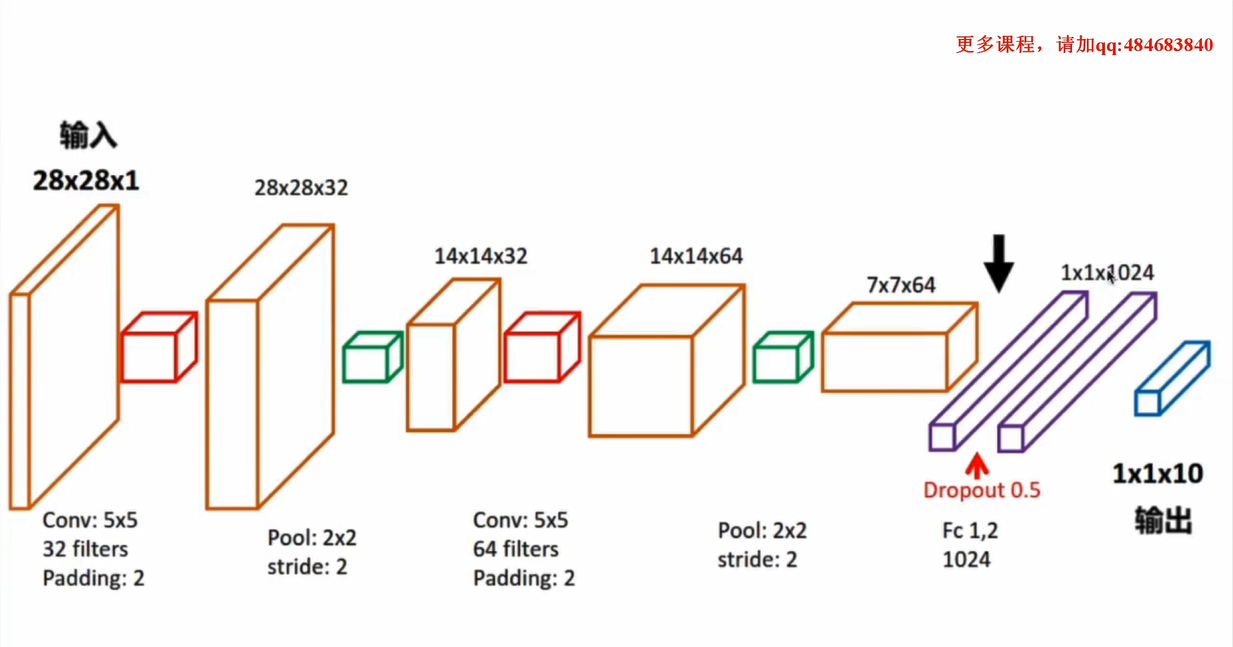 更多课程，请加qq:484683840
输入
28x28x1
28x28x32
14x14x32
14x14x64
7x7x64
1x1x1024
Conv: 5x5
32 filters
Padding: 2
Pool: 2x2
stride: 2
Conv: 5x5
64 filters
Padding: 2
Pool: 2x2
stride: 2
Dropout 0.5
Fc 1,2
1024
1x1x10
输出